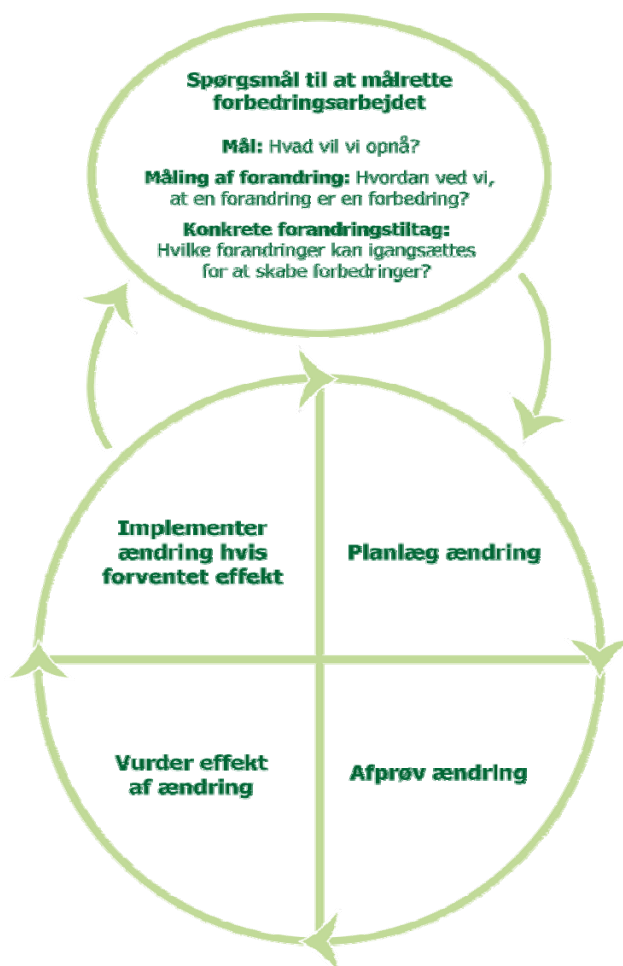 Spørgsmål til at målrette
forbedringsarbejdet
Mål: Hvad vil vi opnå?
Måling af forandring: Hvordan ved vi,
at en forandring er en forbedring?
Konkrete forandringstiltag:
Hvilke forandringer kan igangsættes
for at skabe forbedringer?
Implementer
ændring hvis
forventet effekt
Planlæg ændring
Vurder effekt
af ændring
Afprøv ændring